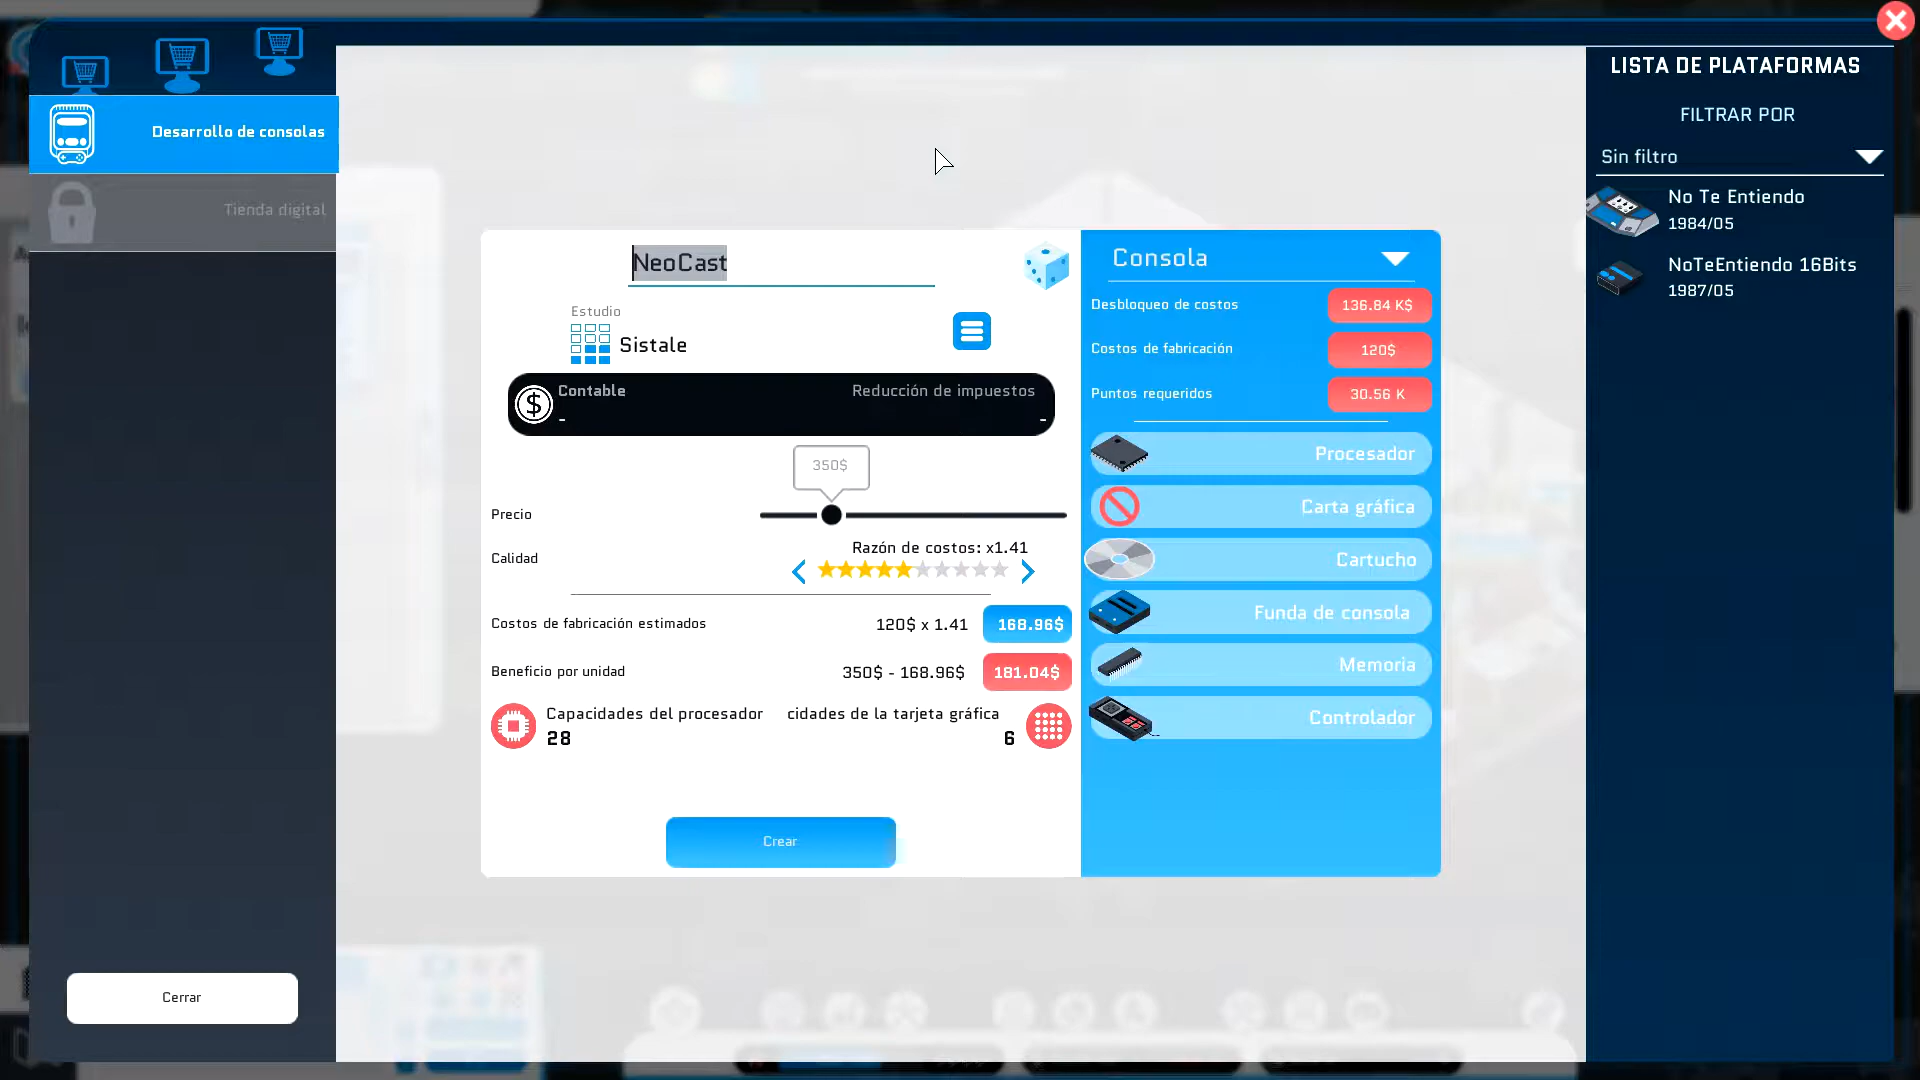 Desarrollo de consolas
Tienda digital
Cerrar
NeoCast
Estudio
Sistale
Contable
Reducción de impuestos
-
-
350$
Precio
Razón de costos: x1.41
Calidad
Costos de fabricación estimados
120$ x 1.41
168.96$
Beneficio por unidad
350$ - 168.96$
181.04$
Capacidades del procesador
28
cidades de la tarjeta gráfica
6
Crear
Consola
Desbloqueo de costos
136.84 K$
Costos de fabricación
120$
Puntos requeridos
30.56 K
Procesador
Carta gráfica
Cartucho
Funda de consola
Memoria
Controlador
LISTA DE PLATAFORMAS
FILTRAR POR
Sin filtro
No Te Entiendo
1984/05
NoTeEntiendo 16Bits
1987/05